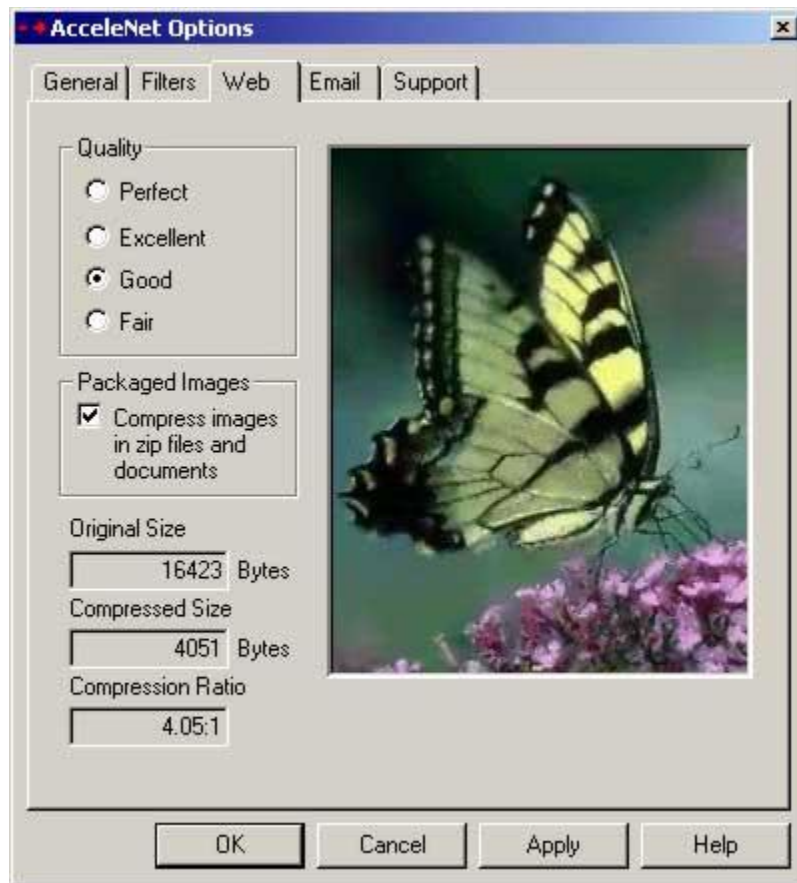 AcceleNet Options
General Filters Web Email Support
Quality
Perfect
Excellent
Good
Fair
Packaged Images
Compress images
in zip files and
documents
Original Size
16423 Bytes
Compressed Size
4051 Bytes
Compression Ratio
4.05:1
OK Cancel Apply Help